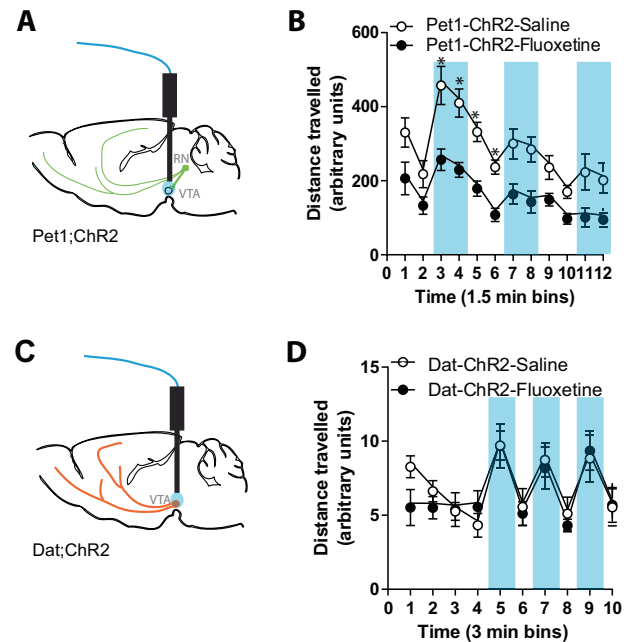 A
RN
VTA
Pet1;ChR2
B
Pet1-ChR2-Saline
Pet1-ChR2-Fluoxetine
Distance travelled
(arbitrary units)
600
400
200
0
* * * *
0 1 2 3 4 5 6 7 8 9 10 11 12
Time (1.5 min bins)
C
VTA
Dat;ChR2
D
Dat-ChR2-Saline
Dat-ChR2-Fluoxetine
Distance travelled
(arbitrary units)
15
10
5
0
0 1 2 3 4 5 6 7 8 9 10
Time (3 min bins)